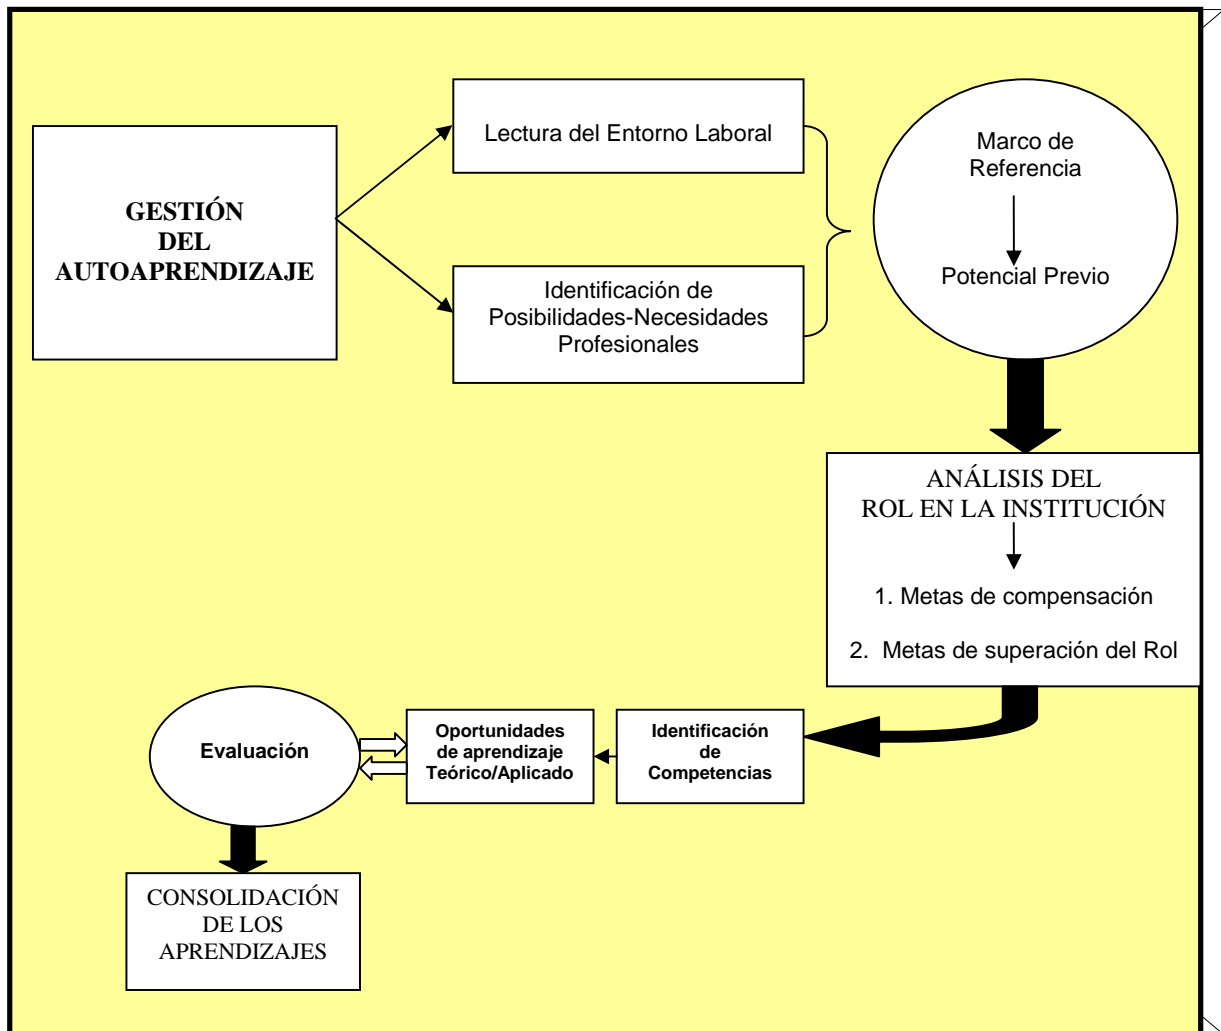 GESTIÓN
DEL
AUTOAPRENDIZAJE
Lectura del Entorno Laboral
Identificación de
Posibilidades-Necesidades
Profesionales
Marco de
Referencia
Potencial Previo
ANÁLISIS DEL
ROL EN LA INSTITUCIÓN
1. Metas de compensación
2. Metas de superación del Rol
Identificación
de
Competencias
Oportunidades
de aprendizaje
Teórico/Aplicado
Evaluación
CONSOLIDACIÓN
DE LOS
APRENDIZAJES